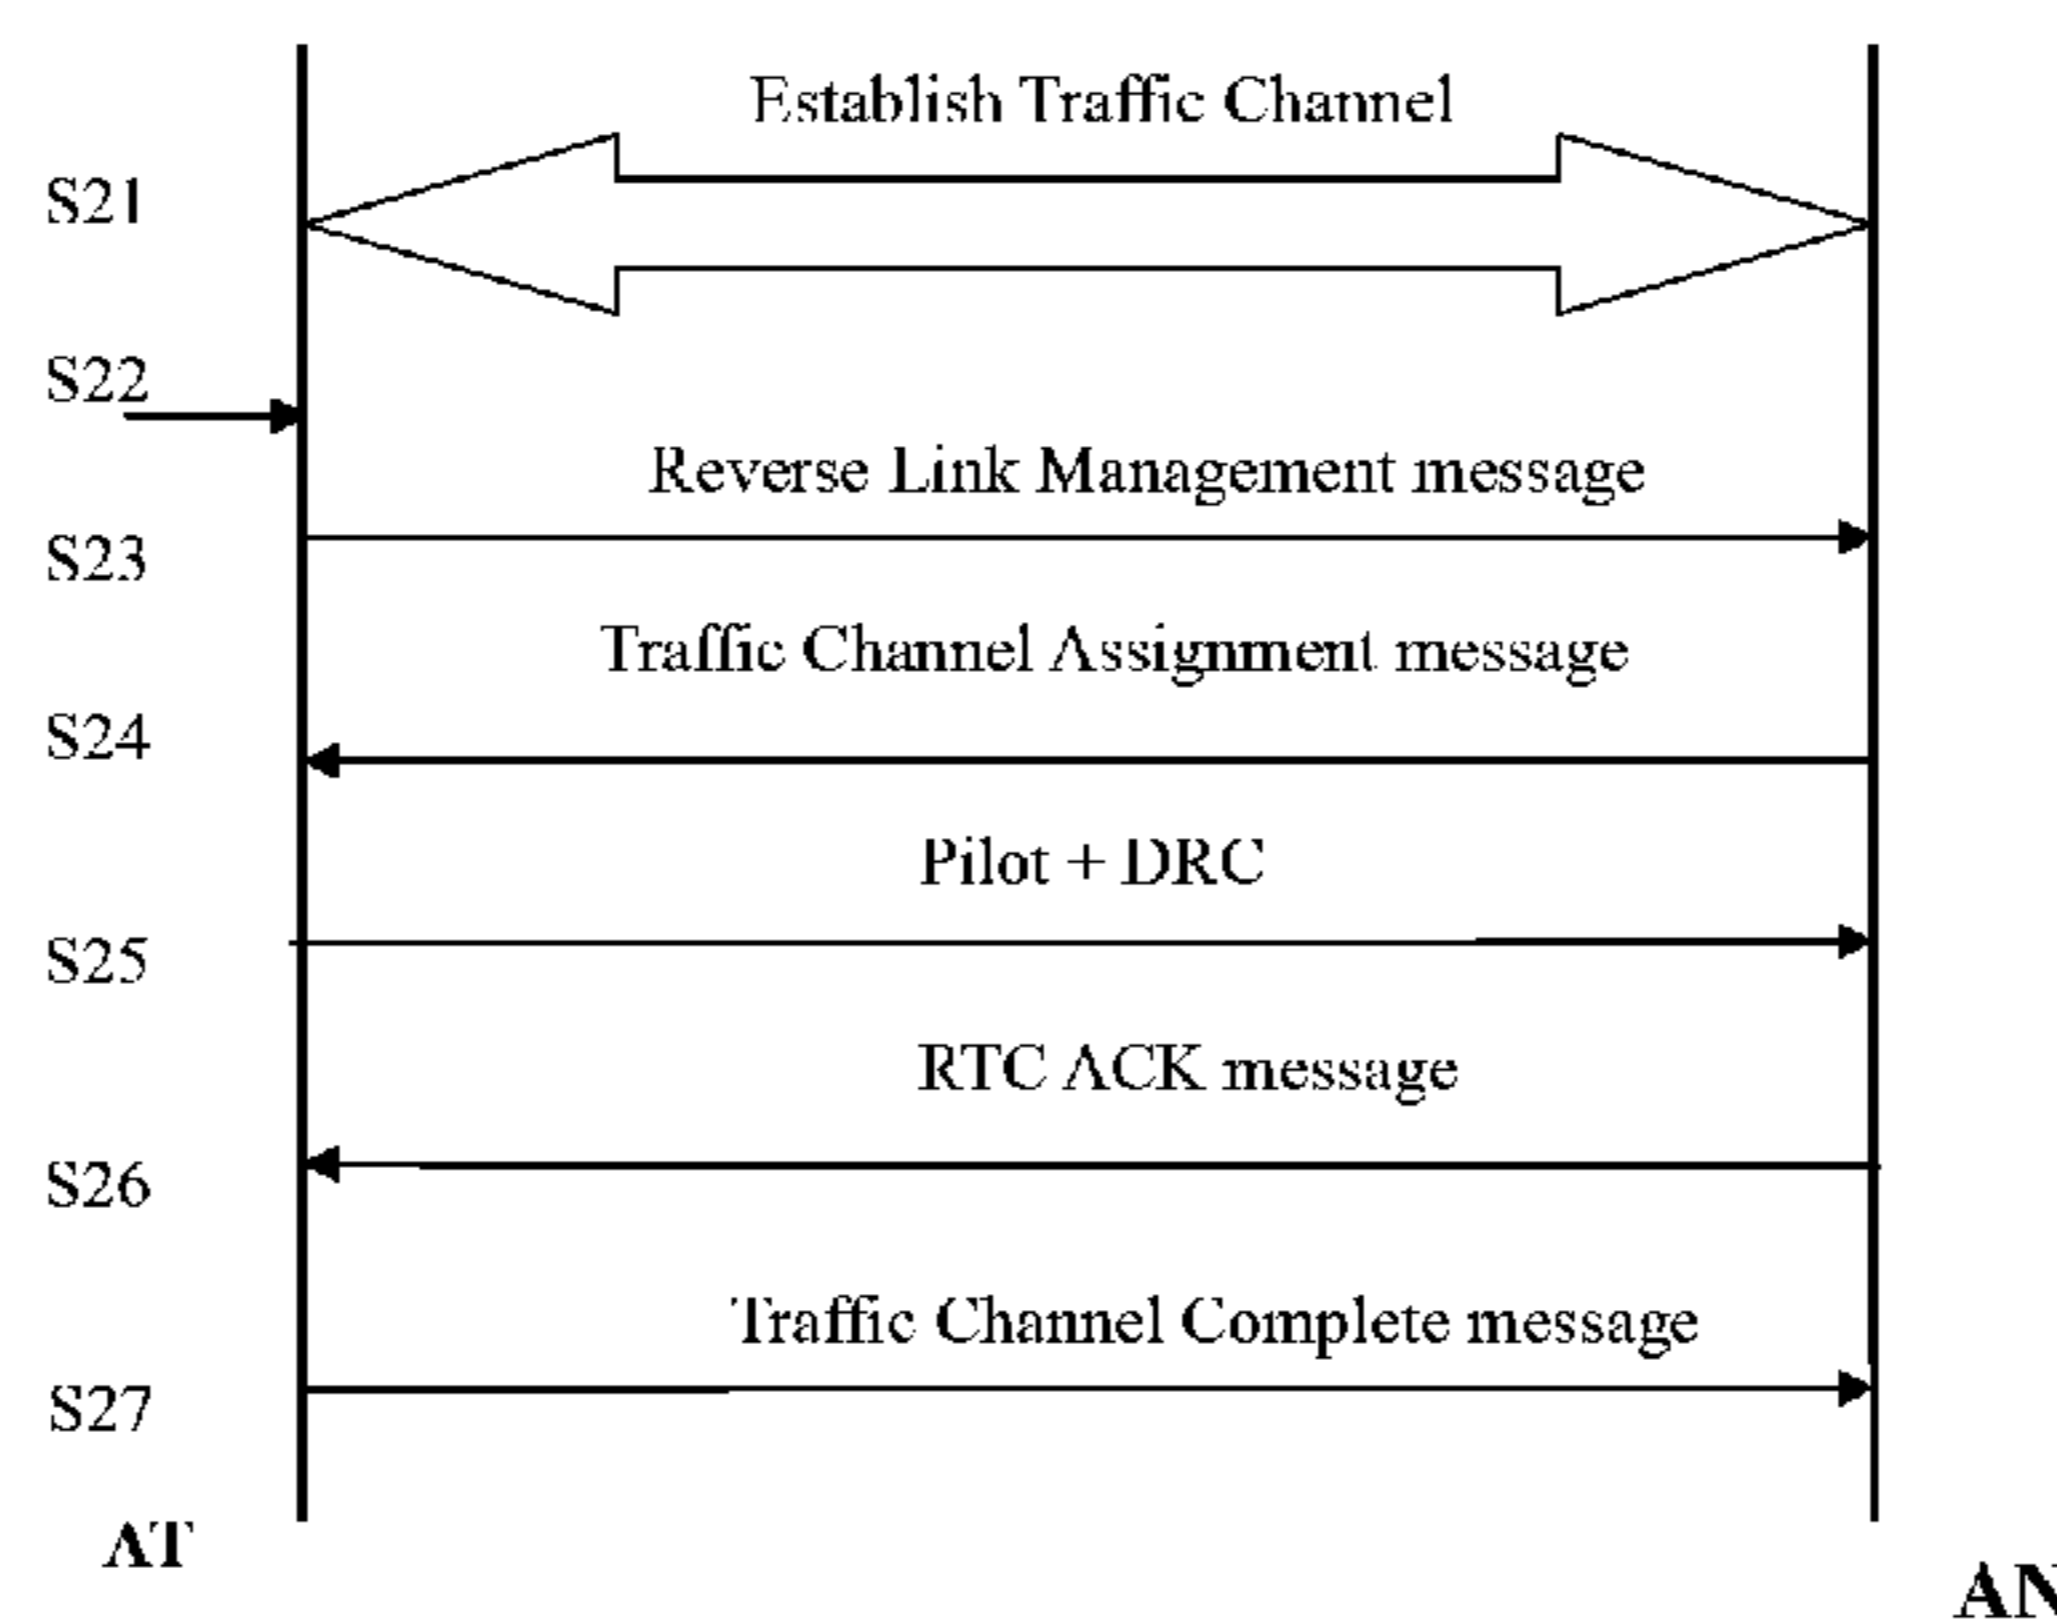 Establish Traffic Channel
S21
S22
Reverse Link Management message
S23
Traffic Channel Assignment message
S24
Pilot + DRC
S25
RTC ACK message
S26
Traffic Channel Complete message
S27
AT
AN